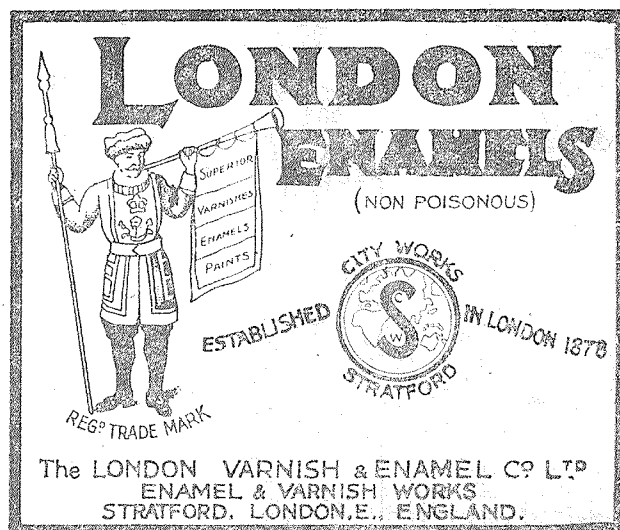 LONDON
ENAMELS
(NON POISONOUS)
SUPERIOR
VARNISHES
ENAMELS
PAINTS
CITY WORKS
ESTABLISHED
C
S
W
IN LONDON 1870
STRATFORD
REGD. TRADE MARK
The LONDON VARNISH & ENAMEL CO. LTD
ENAMEL & VARNISH WORKS
STRATFORD. LONDON.E., ENGLAND.